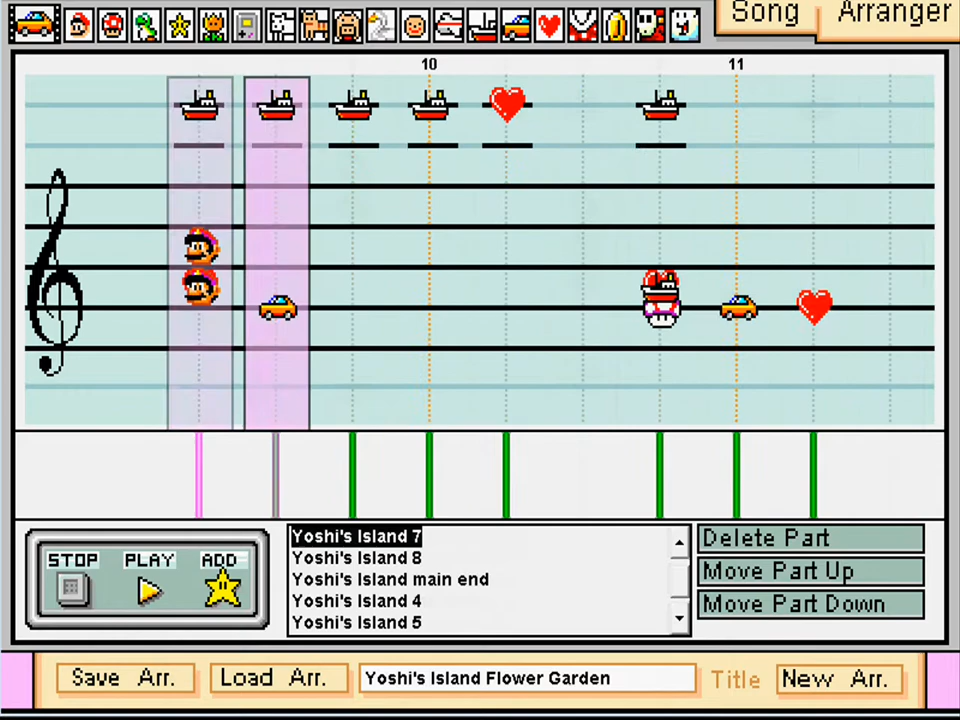 Song Arranger
10 11
STOP PLAY ADD
Yoshi's Island 7
Yoshi's Island 8
Yoshi's Island main end
Yoshi's Island 4
Yoshi's Island 5
Delete Part
Move Part Up
Move Part Down
Save Arr. Load Arr. Yoshi's Island Flower Garden Title New Arr.